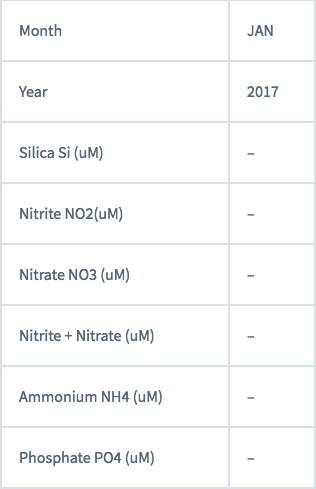 Month JAN
Year 2017
Silica Si (uM) –
Nitrite NO2(uM) –
Nitrate NO3 (uM) –
Nitrite + Nitrate (uM) –
Ammonium NH4 (uM) –
Phosphate PO4 (uM) –